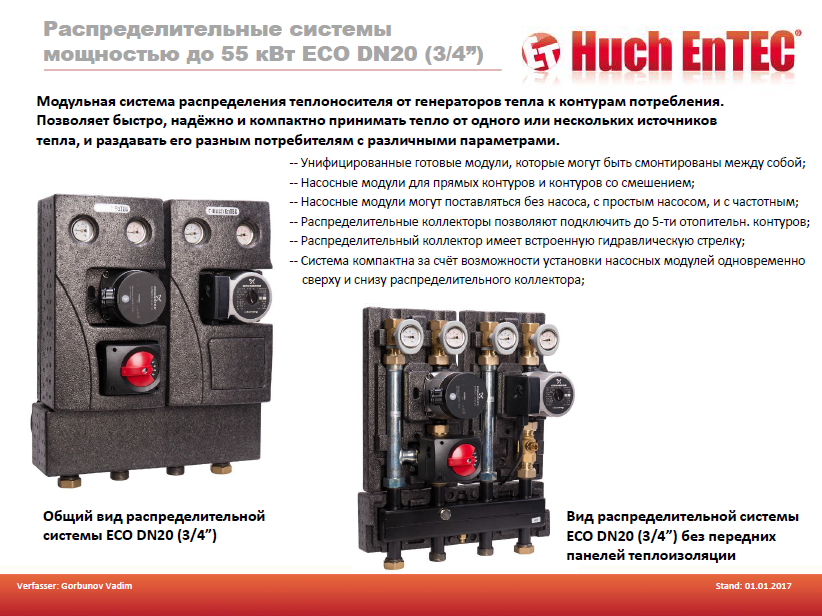 Распределительные системы
мощностью до 55 кВт ECO DN20 (3/4”)
Huch EnTEC®
Модульная система распределения теплоносителя от генераторов тепла к контурам потребления.
Позволяет быстро, надёжно и компактно принимать тепло от одного или нескольких источников
тепла, и раздавать его разным потребителям с различными параметрами.
-- Унифицированные готовые модули, которые могут быть смонтированы между собой;
-- Насосные модули для прямых контуров и контуров со смешением;
-- Насосные модули могут поставляться без насоса, с простым насосом, и с частотным;
-- Распределительные коллекторы позволяют подключить до 5-ти отопительн. контуров;
-- Распределительный коллектор имеет встроенную гидравлическую стрелку;
-- Система компактна за счёт возможности установки насосных модулей одновременно
сверху и снизу распределительного коллектора;
Huch EnTEC
Общий вид распределительной
системы ECO DN20 (3/4”)
Вид распределительной системы
ECO DN20 (3/4”) без передних
панелей теплоизоляции
Verfasser: Gorbunov Vadim
Stand: 01.01.2017